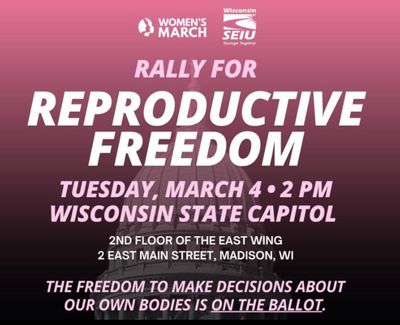 WOMEN'S
MARCH
Wisconsin
SEIU
Stronger Together
RALLY FOR
REPRODUCTIVE
FREEDOM
TUESDAY, MARCH 4 • 2 PM
WISCONSIN STATE CAPITOL
2ND FLOOR OF THE EAST WING
2 EAST MAIN STREET, MADISON, WI
THE FREEDOM TO MAKE DECISIONS ABOUT
OUR OWN BODIES IS ON THE BALLOT.